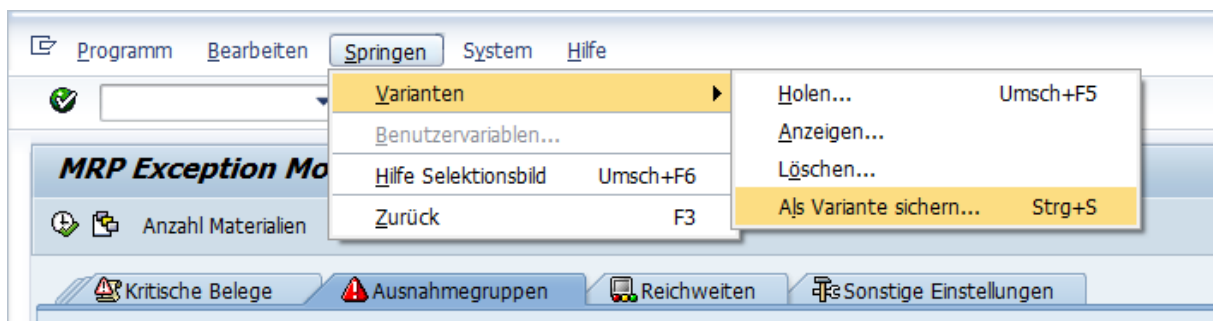 Programm Bearbeiten Springen System Hilfe
Varianten
Holen... Umsch+F5
Benutzervariablen...
Anzeigen...
MRP Exception Mo
Hilfe Selektionsbild Umsch+F6
Löschen...
Anzahl Materialien
Zurück F3
Als Variante sichern... Strg+S
Kritische Belege Ausnahmegruppen Reichweiten Sonstige Einstellungen